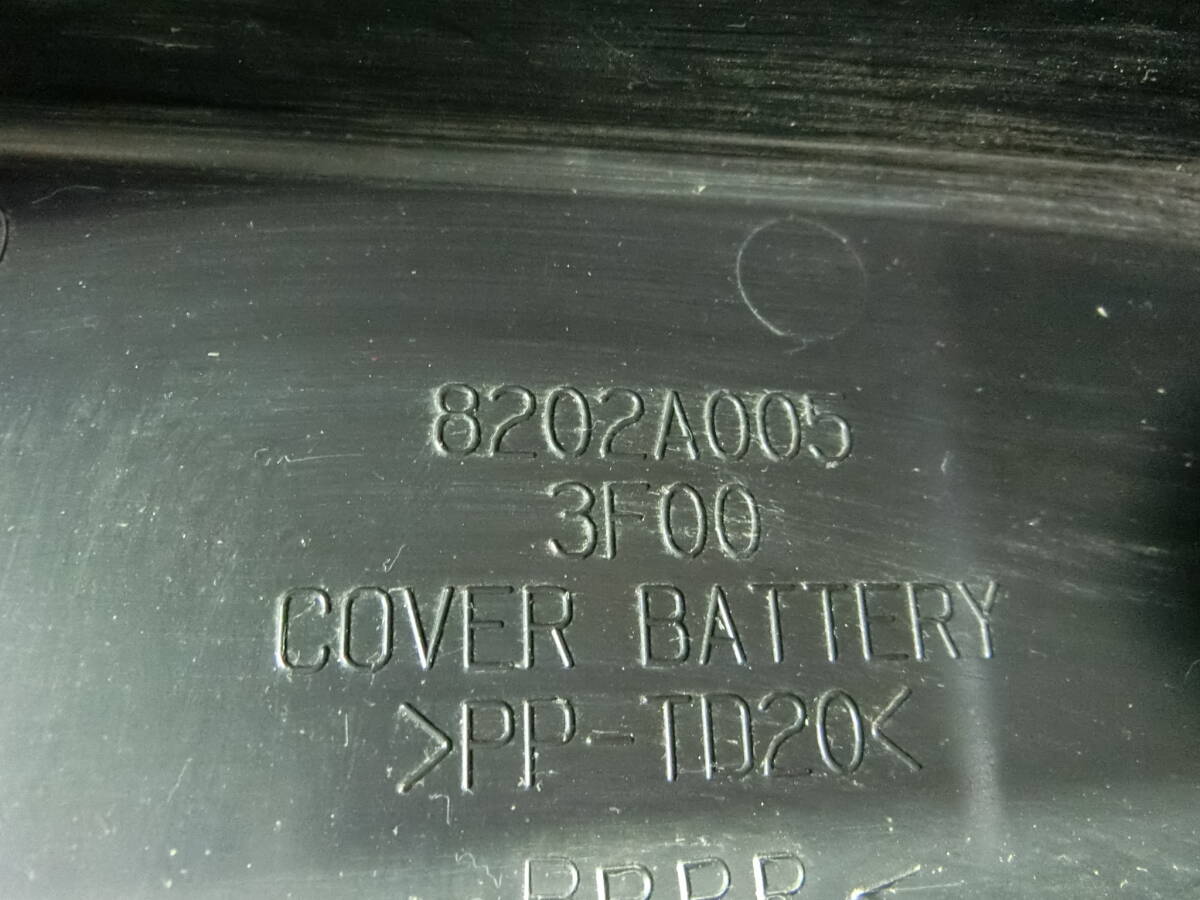 8202A005
3F00
COVER BATTERY
>PP-TD20<